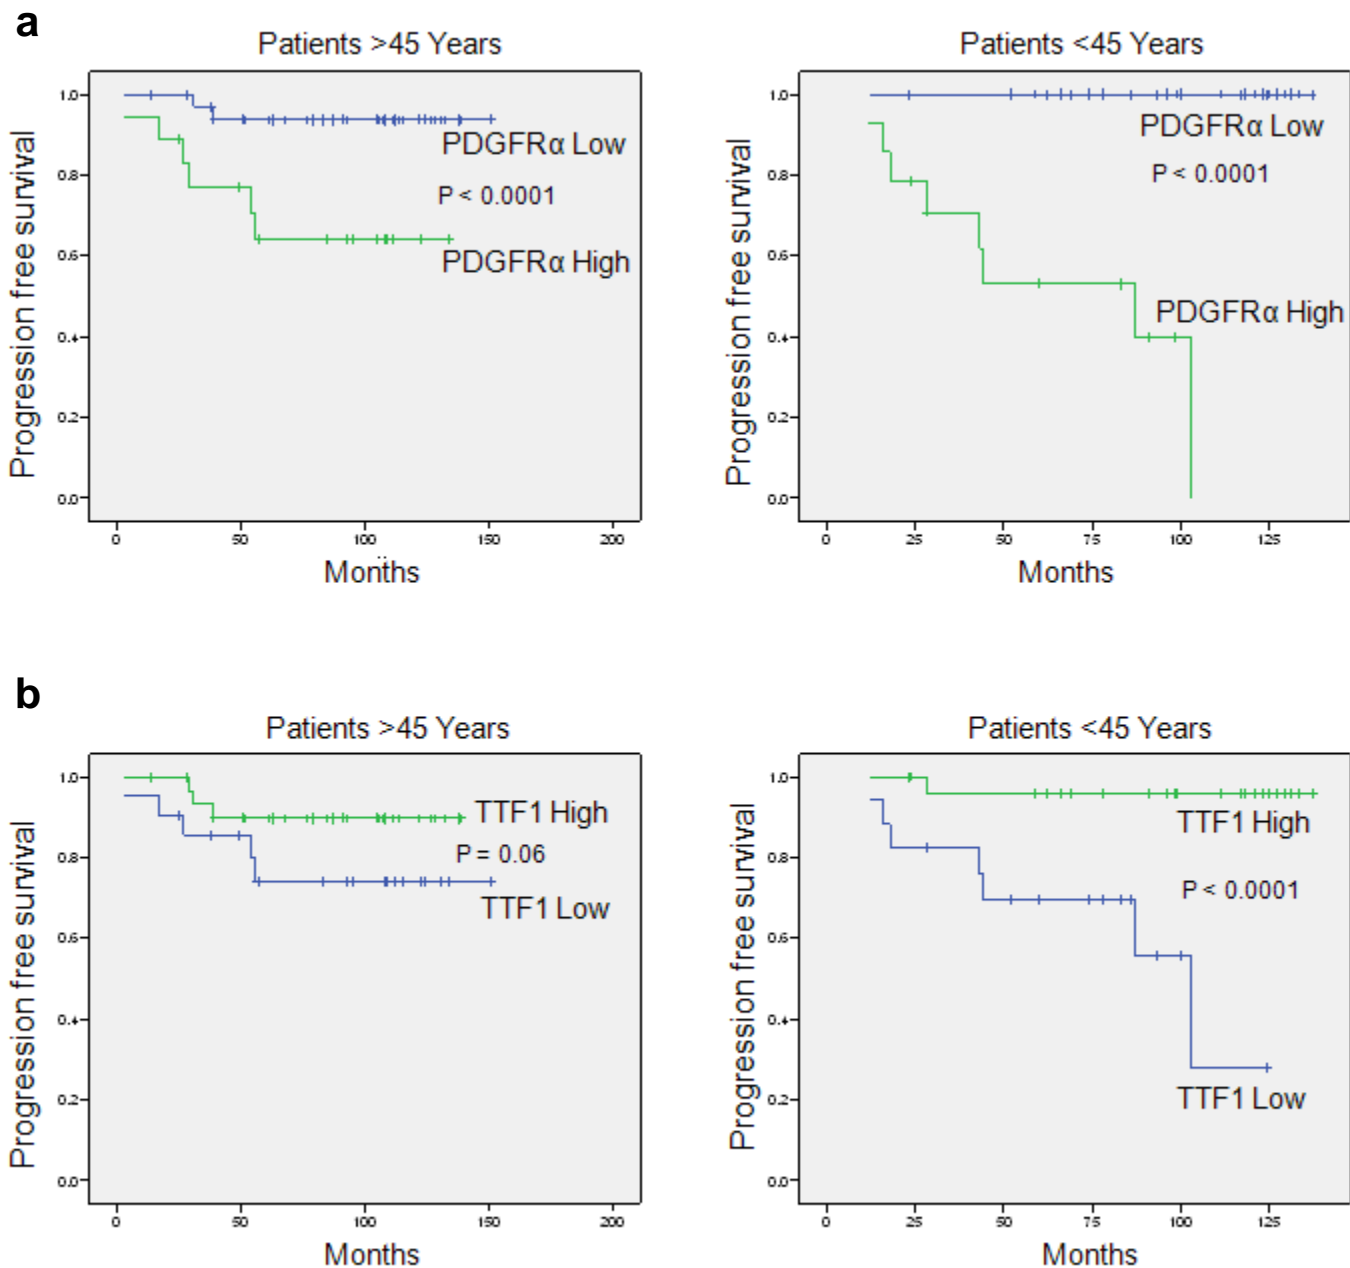 a
Patients >45 Years
Progression free survival
1.0
0.8
0.6
0.4
0.2
0.0
PDGFRα Low
P < 0.0001
PDGFRα High
0 50 100 150 200
Months
Patients <45 Years
Progression free survival
1.0
0.8
0.6
0.4
0.2
0.0
PDGFRα Low
P < 0.0001
PDGFRα High
0 25 50 75 100 125
Months
b
Patients >45 Years
Progression free survival
1.0
0.8
0.6
0.4
0.2
0.0
TTF1 High
P = 0.06
TTF1 Low
0 50 100 150 200
Months
Patients <45 Years
Progression free survival
1.0
0.8
0.6
0.4
0.2
0.0
TTF1 High
P < 0.0001
TTF1 Low
0 25 50 75 100 125
Months